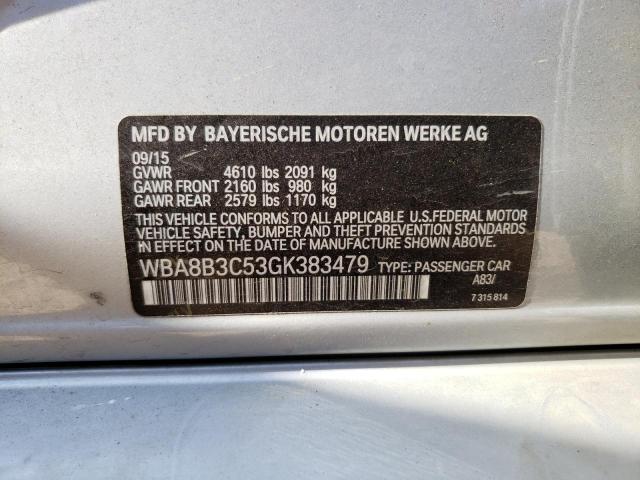 MFD BY BAYERISCHE MOTOREN WERKE AG
09/15
GVWR 4610 lbs 2091 kg
GAWR FRONT 2160 lbs 980 kg
GAWR REAR 2579 lbs 1170 kg
THIS VEHICLE CONFORMS TO ALL APPLICABLE U.S.FEDERAL MOTOR
VEHICLE SAFETY, BUMPER AND THEFT PREVENTION STANDARDS
IN EFFECT ON THE DATE OF MANUFACTURE SHOWN ABOVE.
WBA8B3C53GK383479 TYPE: PASSENGER CAR
A83/
7 315 814